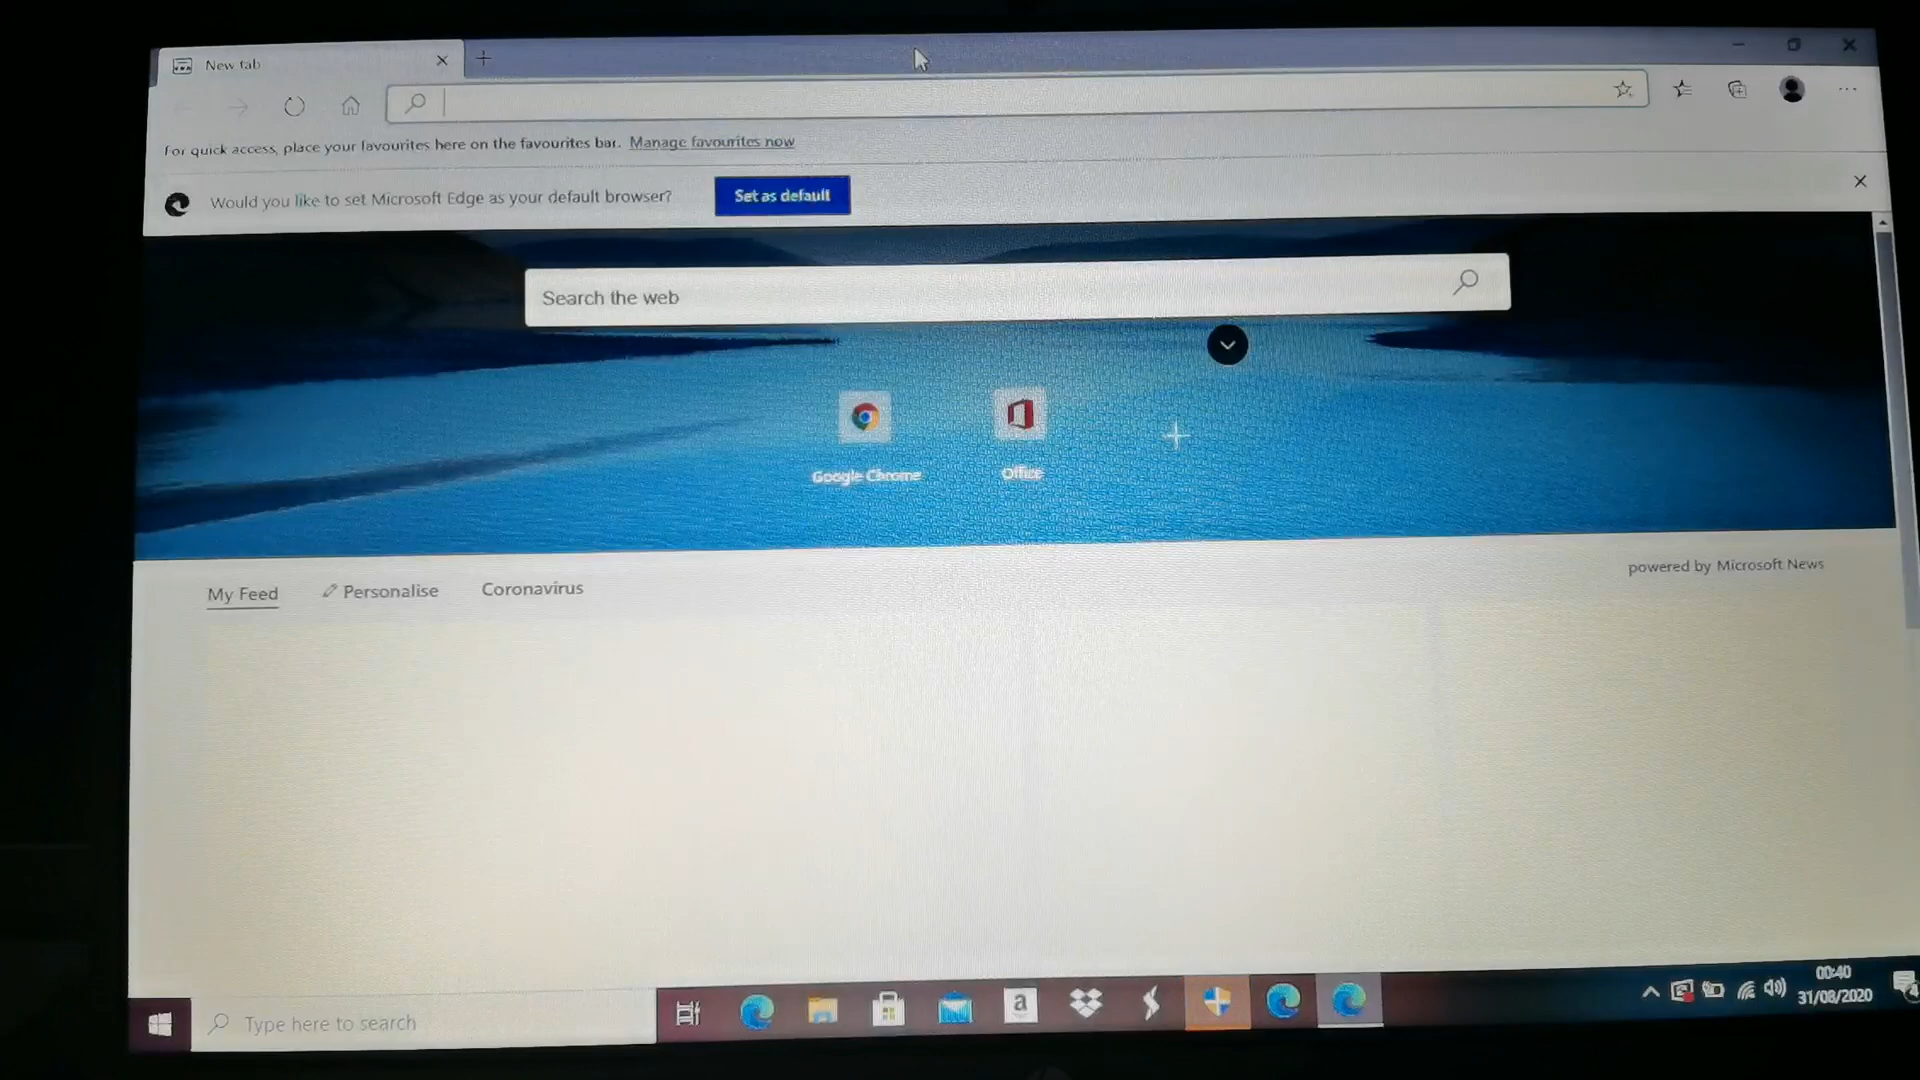 New tab
For quick access, place your favourites here on the favourites bar. Manage favourites now
Would you like to set Microsoft Edge as your default browser? Set as default
Search the web
Google Chrome
Office
My Feed Personalise Coronavirus
powered by Microsoft News
Type here to search
a
00:40
31/08/2020
4